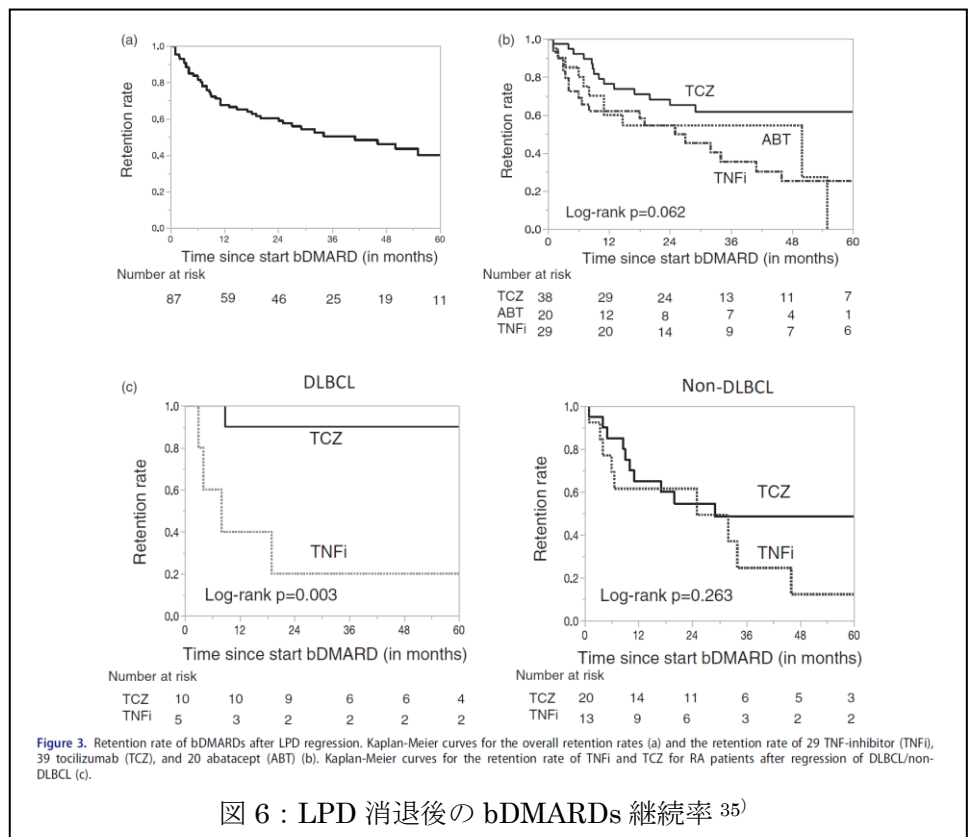 (a)
1.0
0.8
0.6
0.4
0.2
0.0
Retention rate
0 12 24 36 48 60
Time since start bDMARD (in months)
Number at risk
87 59 46 25 19 11
(b)
1.0
0.8
0.6
0.4
0.2
0.0
Retention rate
TCZ
ABT
TNFi
Log-rank p=0.062
0 12 24 36 48 60
Time since start bDMARD (in months)
Number at risk
TCZ 38 29 24 13 11 7
ABT 20 12 8 7 4 1
TNFi 29 20 14 9 7 6
(c)
DLBCL
1.0
0.8
0.6
0.4
0.2
0.0
Retention rate
TCZ
TNFi
Log-rank p=0.003
0 12 24 36 48 60
Time since start bDMARD (in months)
Number at risk
TCZ 10 10 9 6 6 4
TNFi 5 3 2 2 2 2
Non-DLBCL
1.0
0.8
0.6
0.4
0.2
0.0
Retention rate
TCZ
TNFi
Log-rank p=0.263
0 12 24 36 48 60
Time since start bDMARD (in months)
Number at risk
TCZ 20 14 11 6 5 3
TNFi 13 9 6 3 2 2
Figure 3. Retention rate of bDMARDs after LPD regression. Kaplan-Meier curves for the overall retention rates (a) and the retention rate of 29 TNF-inhibitor (TNFi),
39 tocilizumab (TCZ), and 20 abatacept (ABT) (b). Kaplan-Meier curves for the retention rate of TNFi and TCZ for RA patients after regression of DLBCL/non-
DLBCL (c).
図 6：LPD 消退後の bDMARDs 継続率 35)